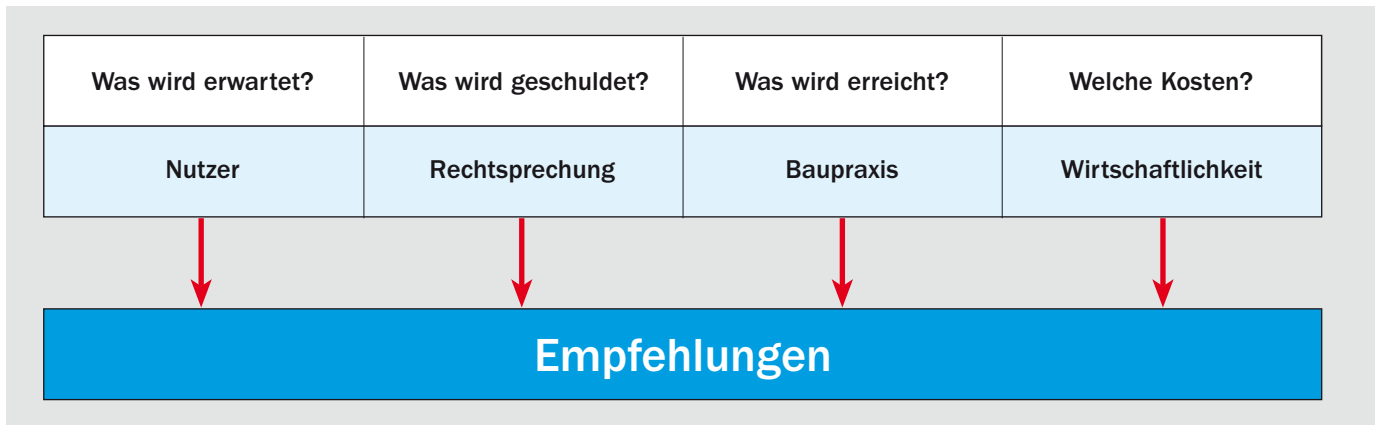 Was wird erwartet?
Was wird geschuldet?
Was wird erreicht?
Welche Kosten?
Nutzer
Rechtsprechung
Baupraxis
Wirtschaftlichkeit
Empfehlungen